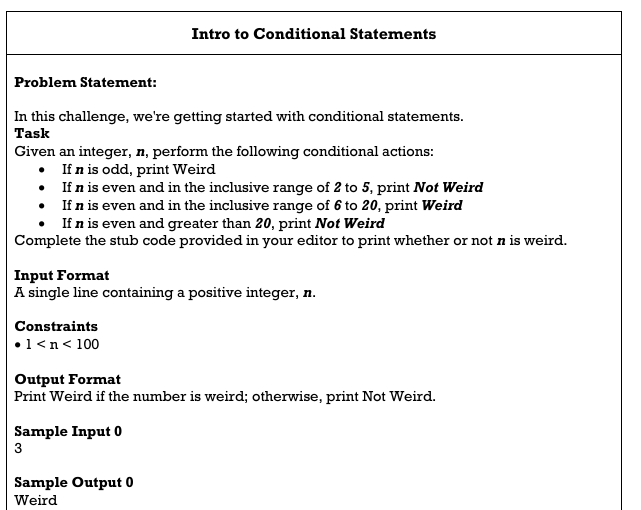 Intro to Conditional Statements
Problem Statement:
In this challenge, we're getting started with conditional statements.
Task
Given an integer, n, perform the following conditional actions:
• If n is odd, print Weird
• If n is even and in the inclusive range of 2 to 5, print Not Weird
• If n is even and in the inclusive range of 6 to 20, print Weird
• If n is even and greater than 20, print Not Weird
Complete the stub code provided in your editor to print whether or not n is weird.
Input Format
A single line containing a positive integer, n.
Constraints
• 1 < n < 100
Output Format
Print Weird if the number is weird; otherwise, print Not Weird.
Sample Input 0
3
Sample Output 0
Weird